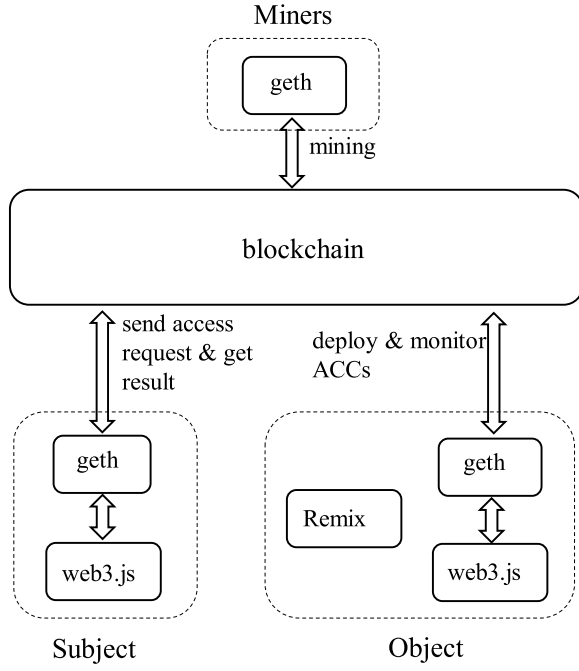 Miners
geth
mining
blockchain
send access
request & get
result
deploy & monitor
ACCs
geth
web3.js
Remix
geth
web3.js
Subject
Object